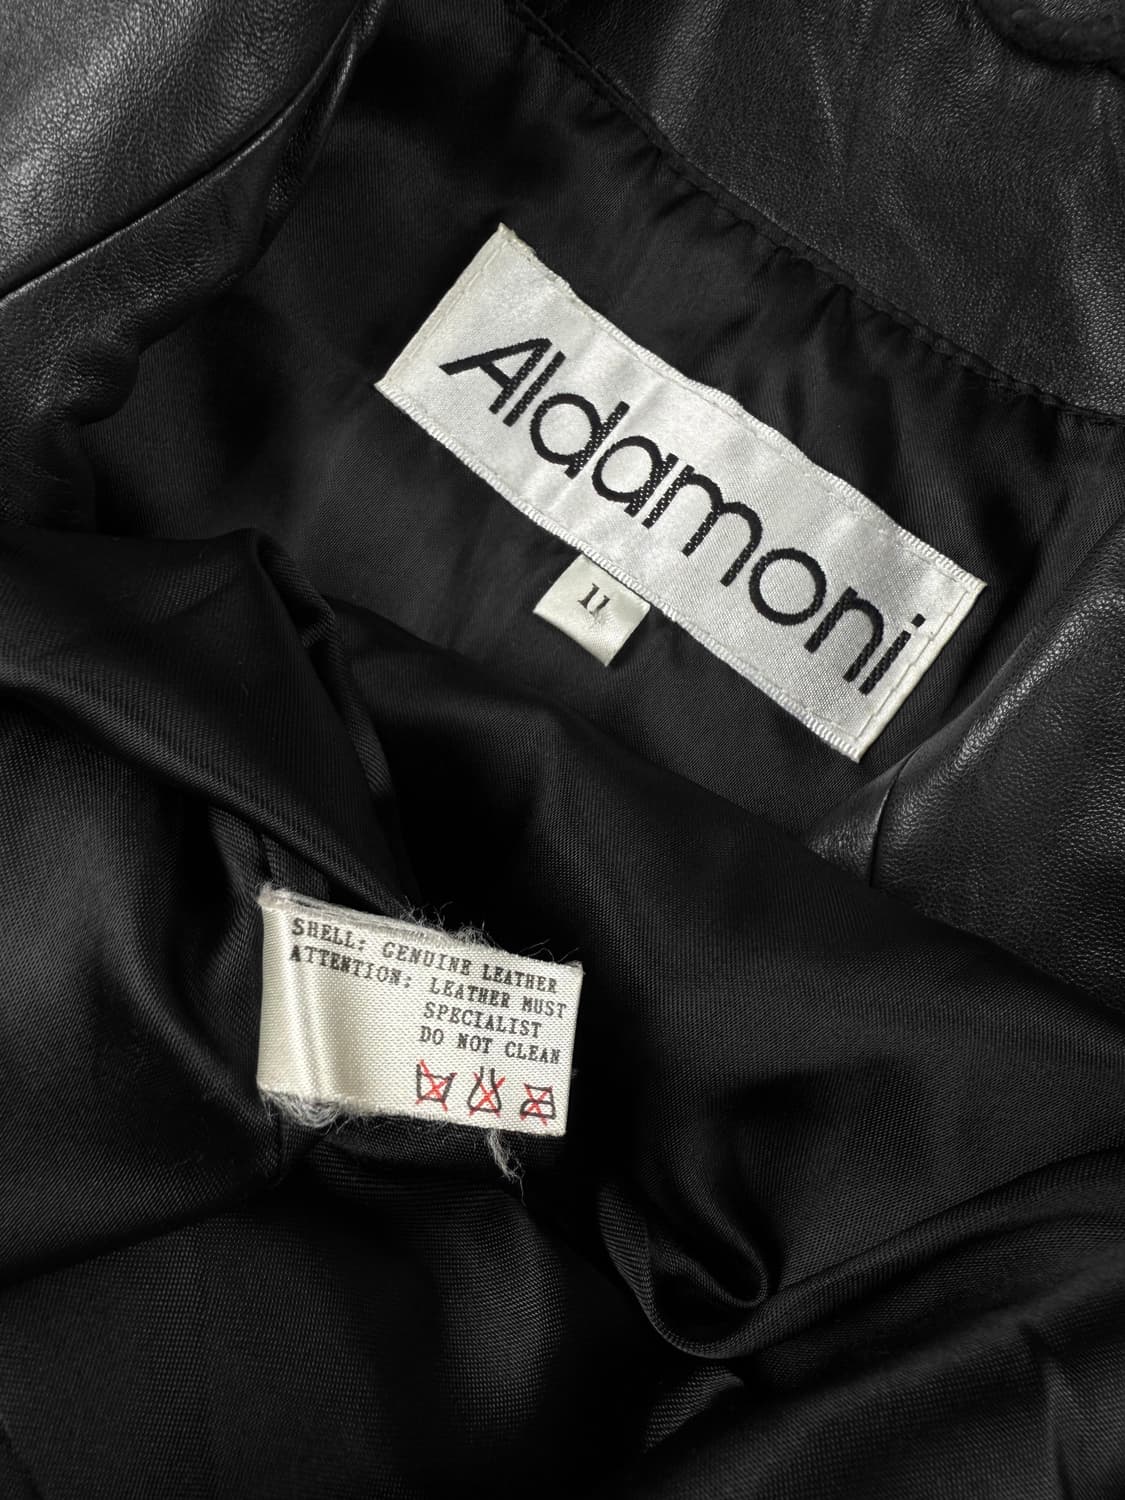 Aldamoni
11
SHELL: GENUINE LEATHER
ATTENTION: LEATHER MUST
SPECIALIST
DO NOT CLEAN